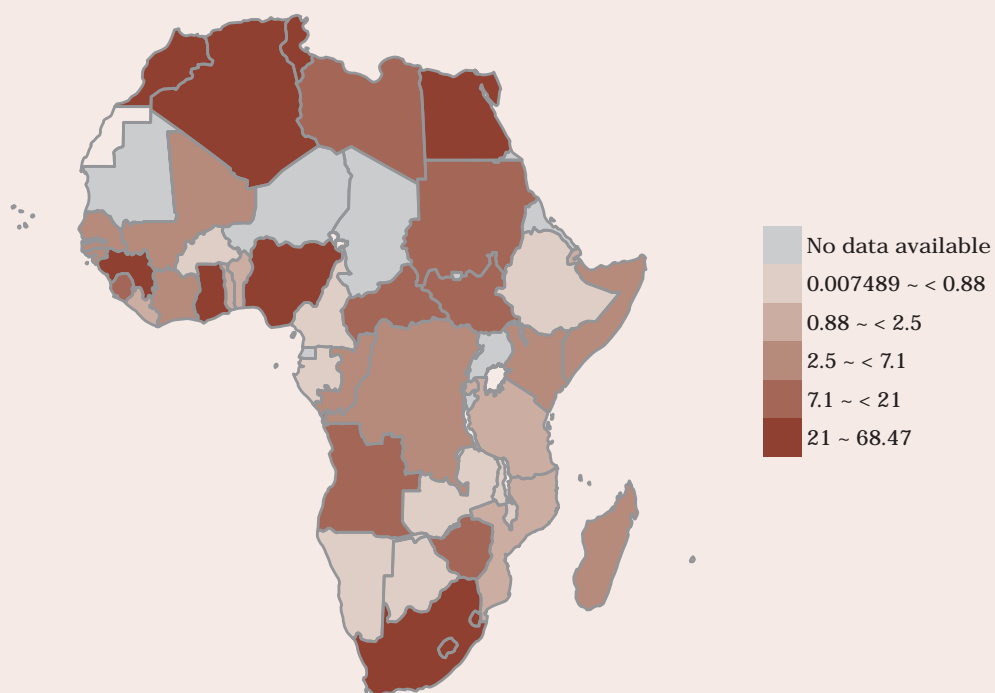 No data available
0.007489 ~ < 0.88
0.88 ~ < 2.5
2.5 ~ < 7.1
7.1 ~ < 21
21 ~ 68.47